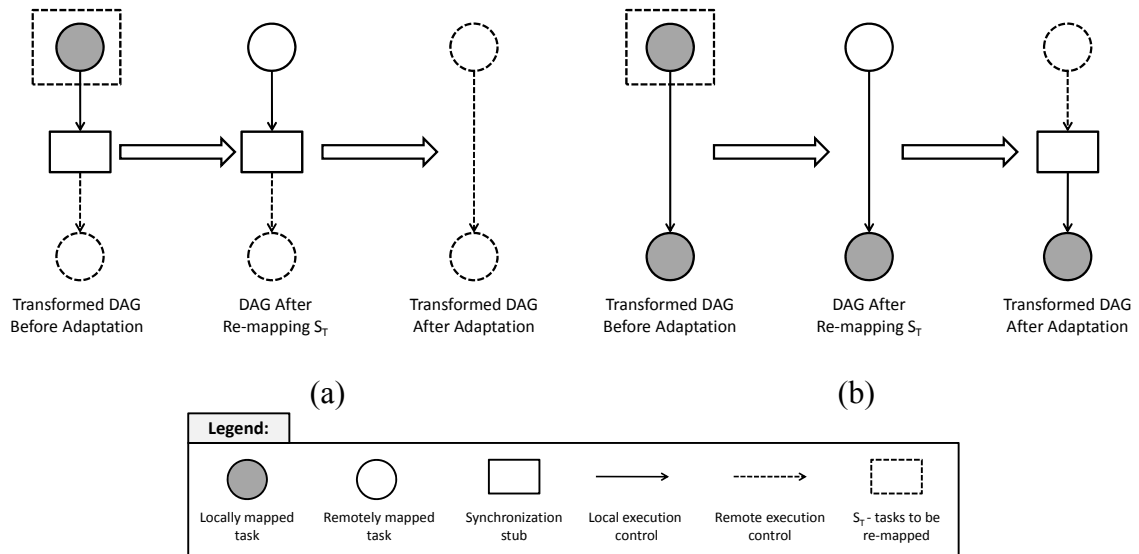 Transformed DAG
Before Adaptation
DAG After
Re-mapping S_T
Transformed DAG
After Adaptation
Transformed DAG
Before Adaptation
DAG After
Re-mapping S_T
Transformed DAG
After Adaptation
(a)
(b)
Legend:
Locally mapped
task
Remotely mapped
task
Synchronization
stub
Local execution
control
Remote execution
control
S_T - tasks to be
re-mapped